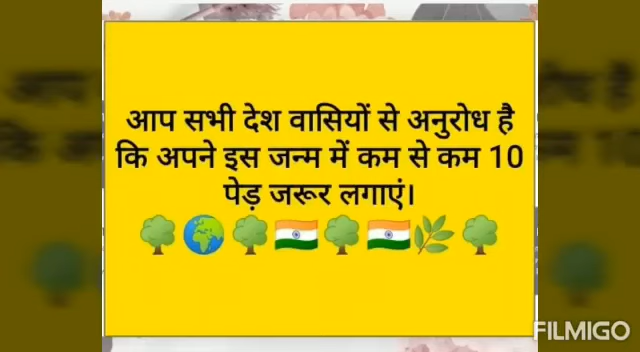 आप सभी देश वासियों से अनुरोध है
कि अपने इस जन्म में कम से कम 10
पेड़ जरूर लगाएं।
🌳🌍🌳🇮🇳🌳🇮🇳🌿🌳
FILMIGO